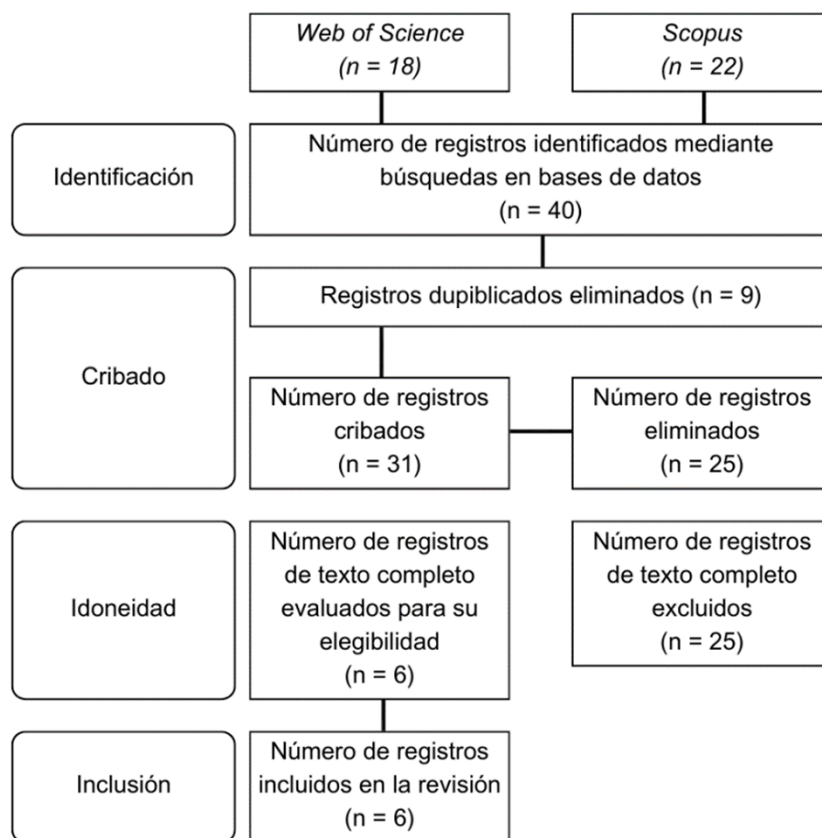 Web of Science
(n = 18)
Scopus
(n = 22)
Identificación
Número de registros identificados mediante
búsquedas en bases de datos
(n = 40)
Cribado
Registros dupiblicados eliminados (n = 9)
Número de registros
cribados
(n = 31)
Número de registros
eliminados
(n = 25)
Idoneidad
Número de registros
de texto completo
evaluados para su
elegibilidad
(n = 6)
Número de registros
de texto completo
excluidos
(n = 25)
Inclusión
Número de registros
incluidos en la revisión
(n = 6)